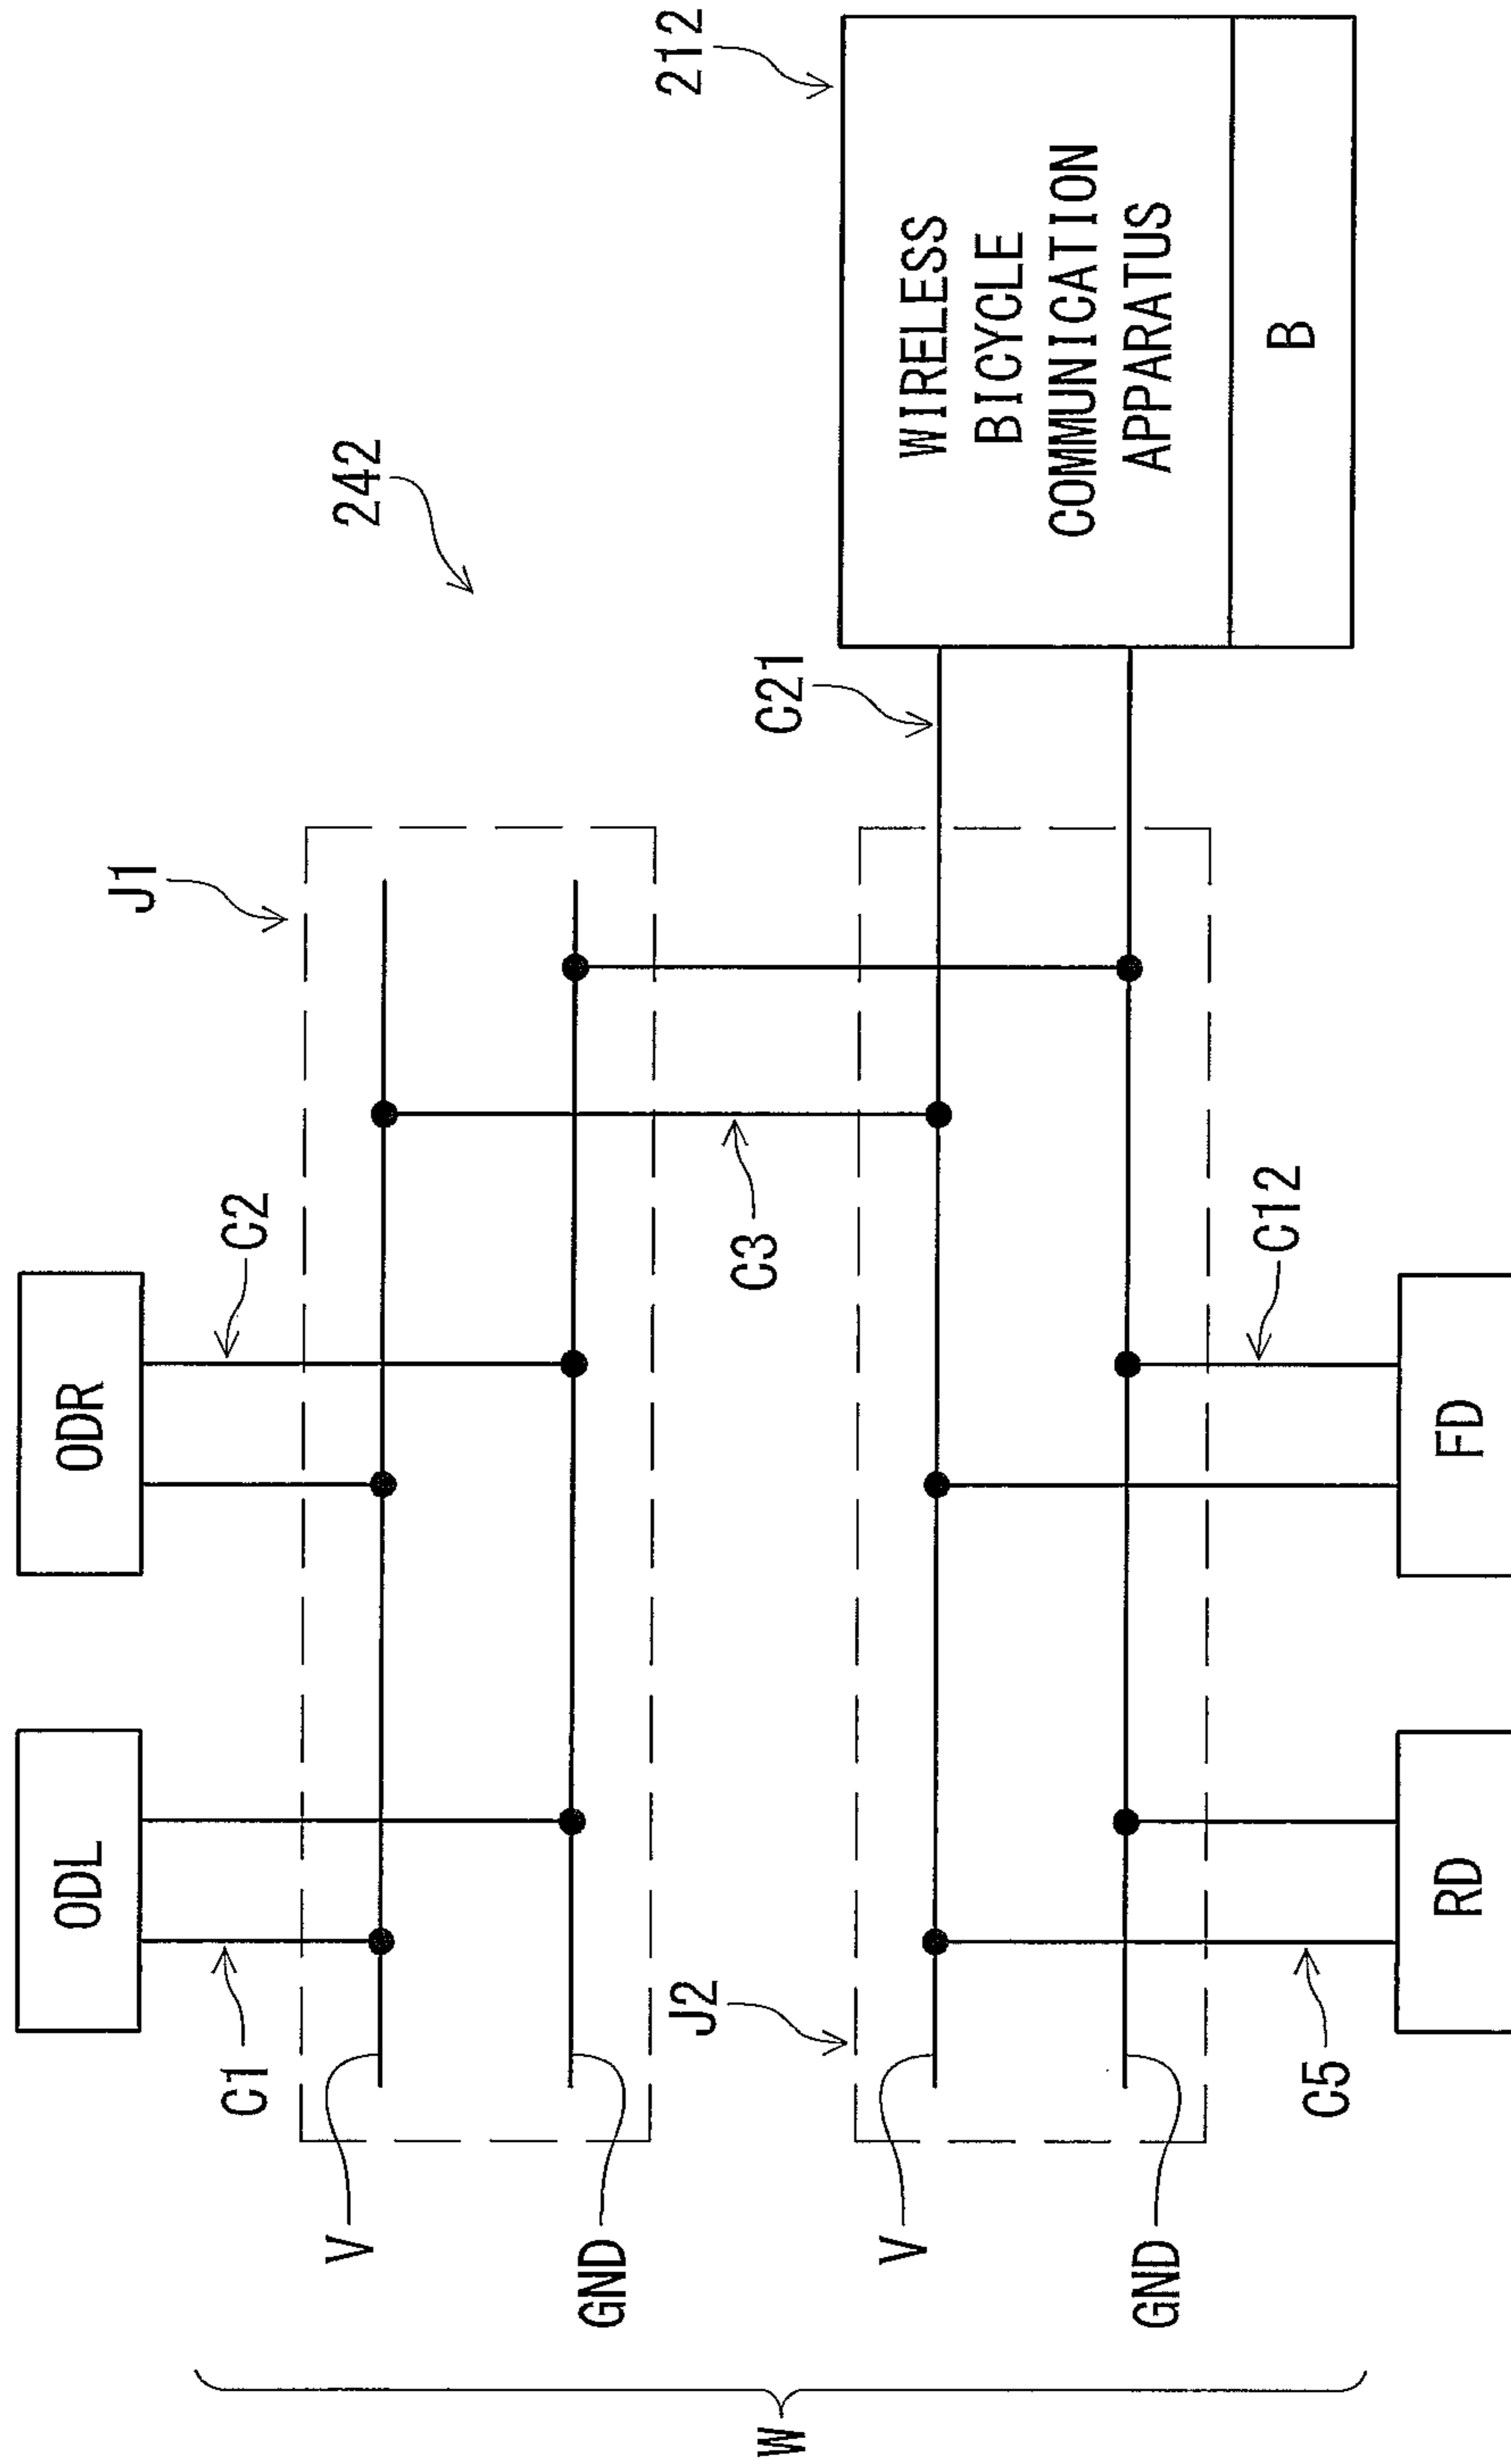 ODL
ODR
C1
C2
J1
242
V
GND
C3
212
J2
C21
WIRELESS
BICYCLE
COMMUNICATION
APPARATUS
B
V
GND
C5
C12
RD
FD
W